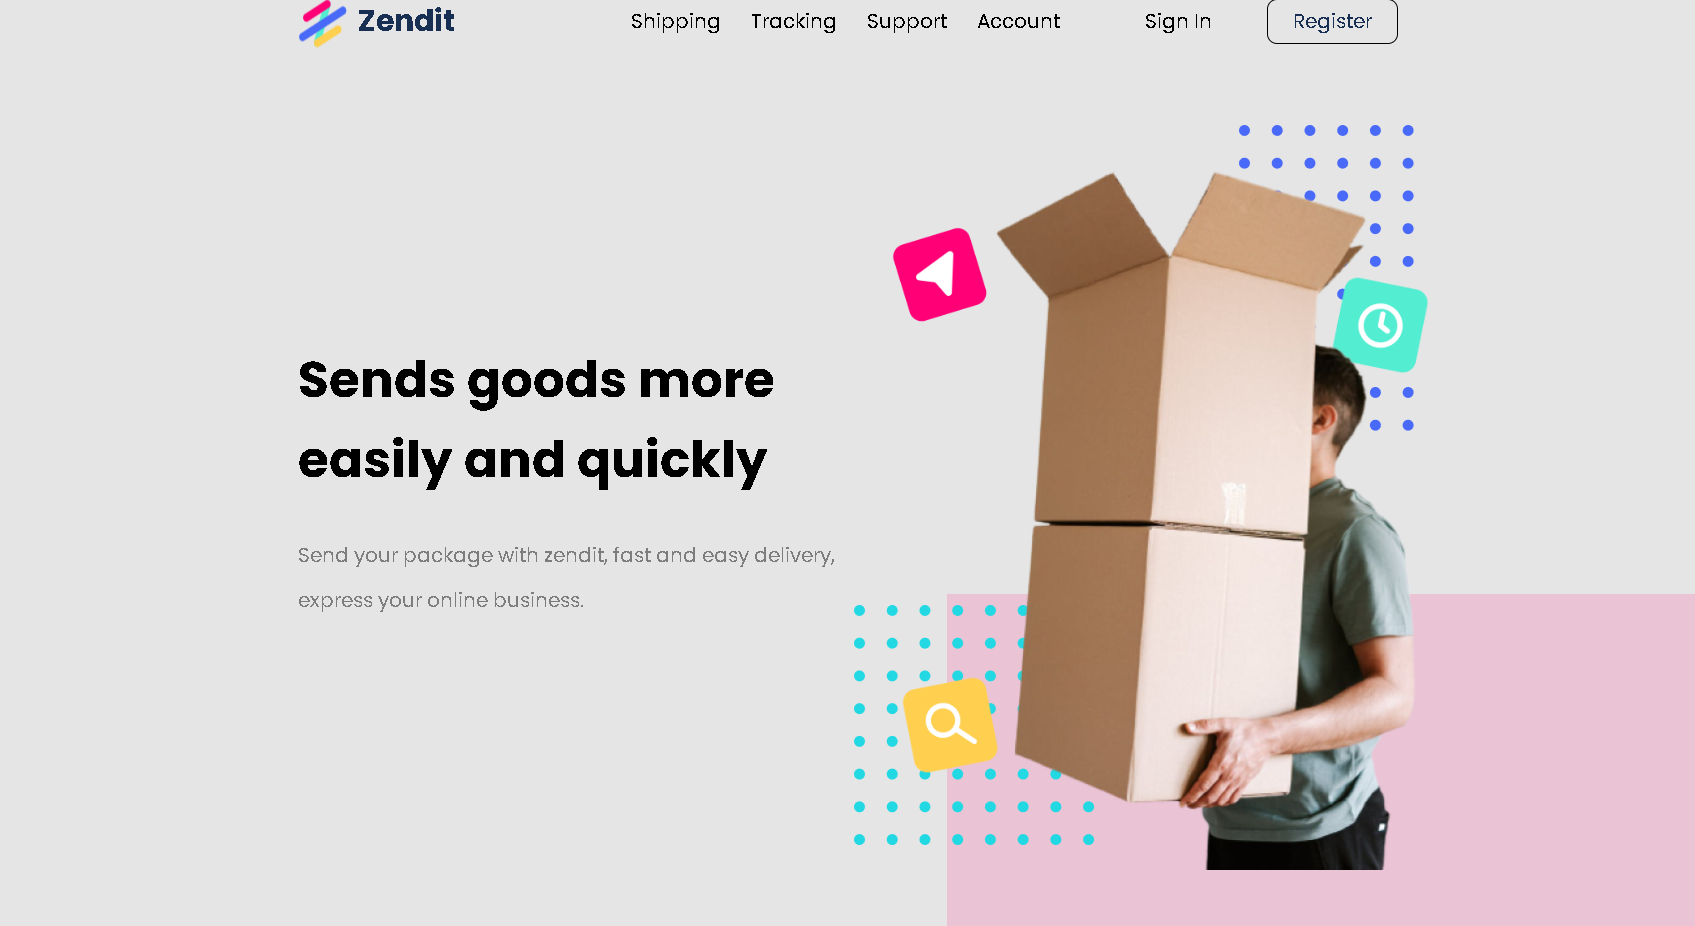 Zendit
Shipping Tracking Support Account Sign In Register
Sends goods more
easily and quickly
Send your package with zendit, fast and easy delivery,
express your online business.